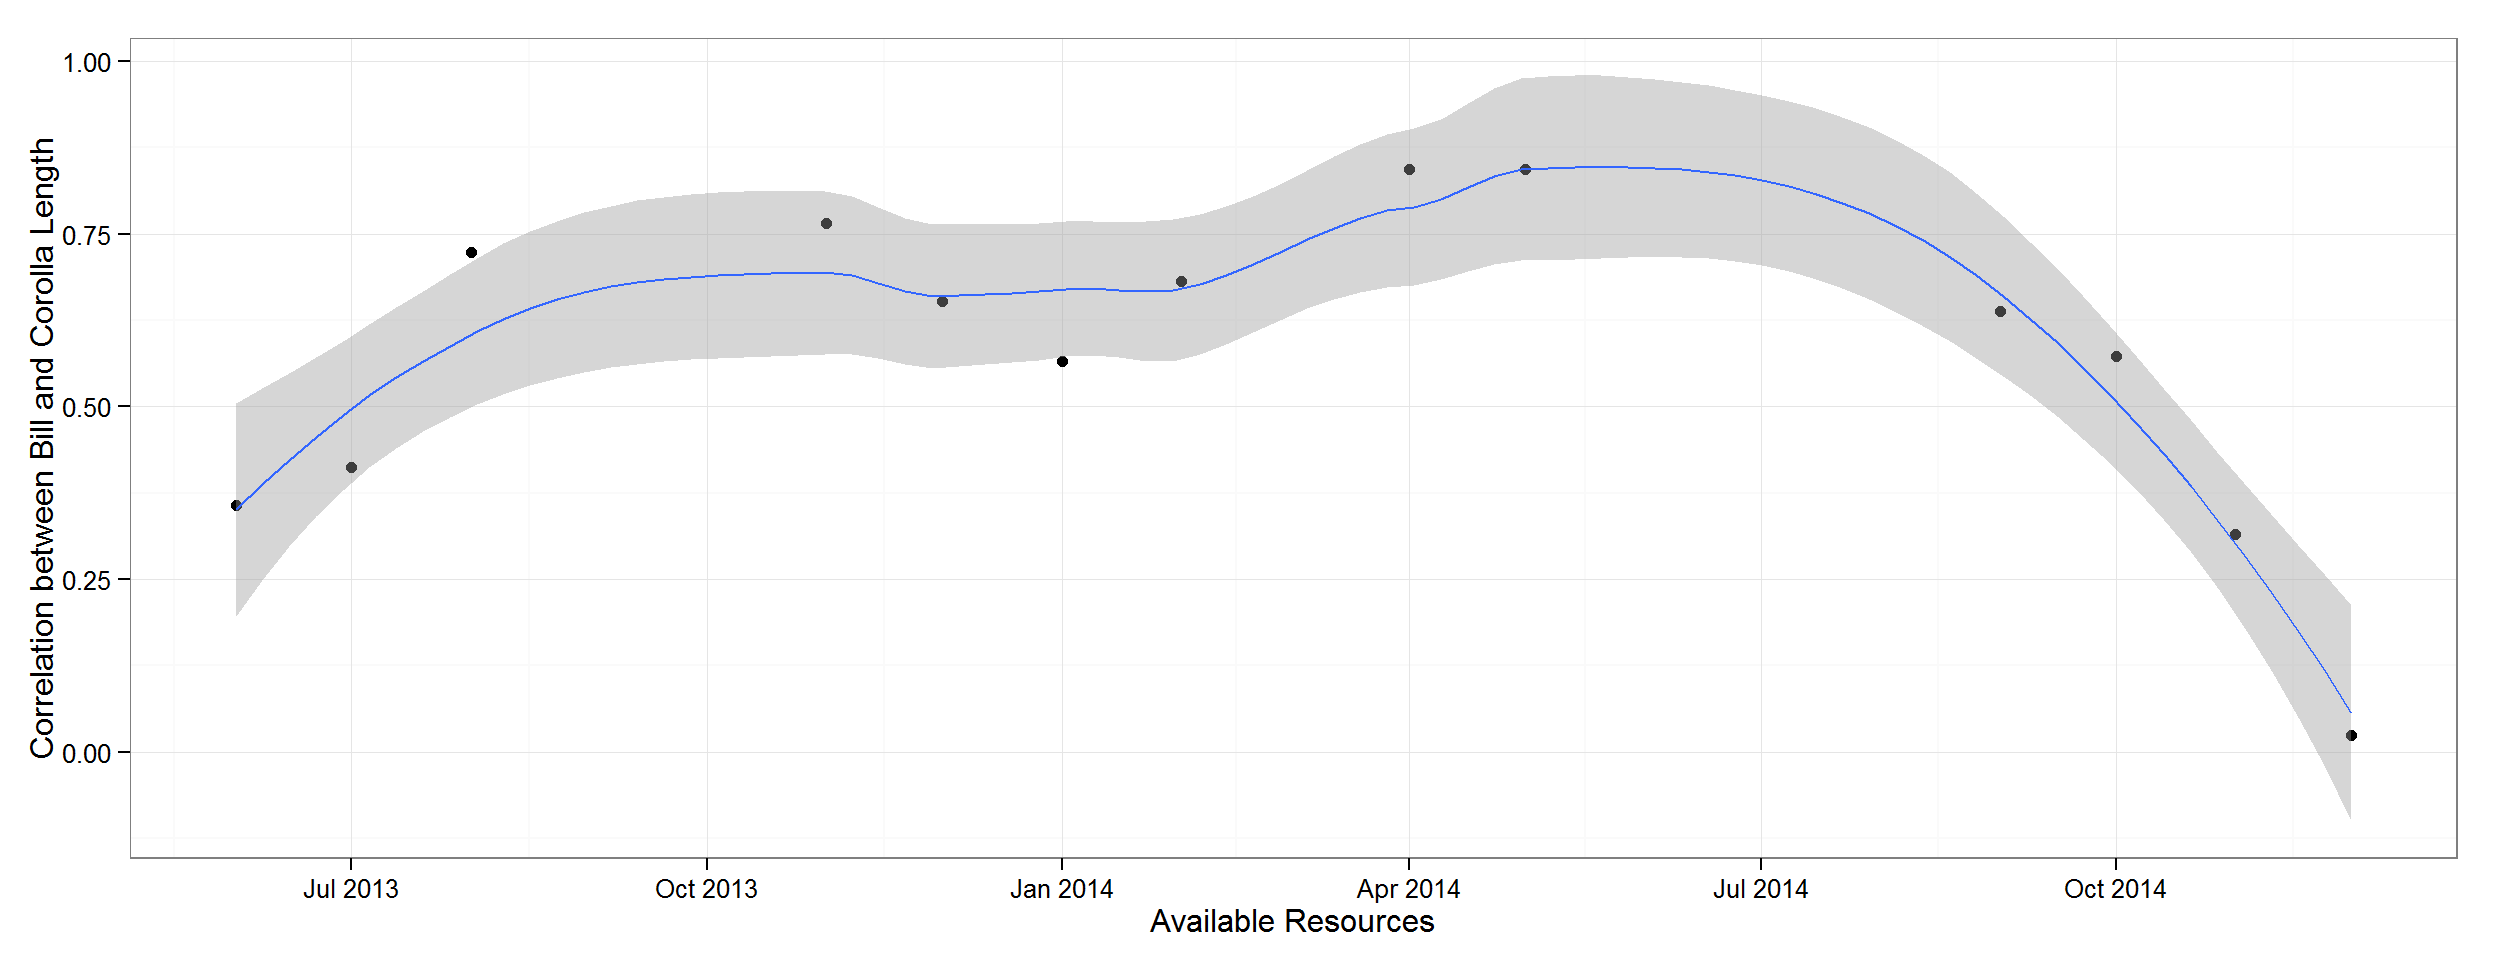 Correlation between Bill and Corolla Length
1.00
0.75
0.50
0.25
0.00
Jul 2013
Oct 2013
Jan 2014
Apr 2014
Jul 2014
Oct 2014
Available Resources